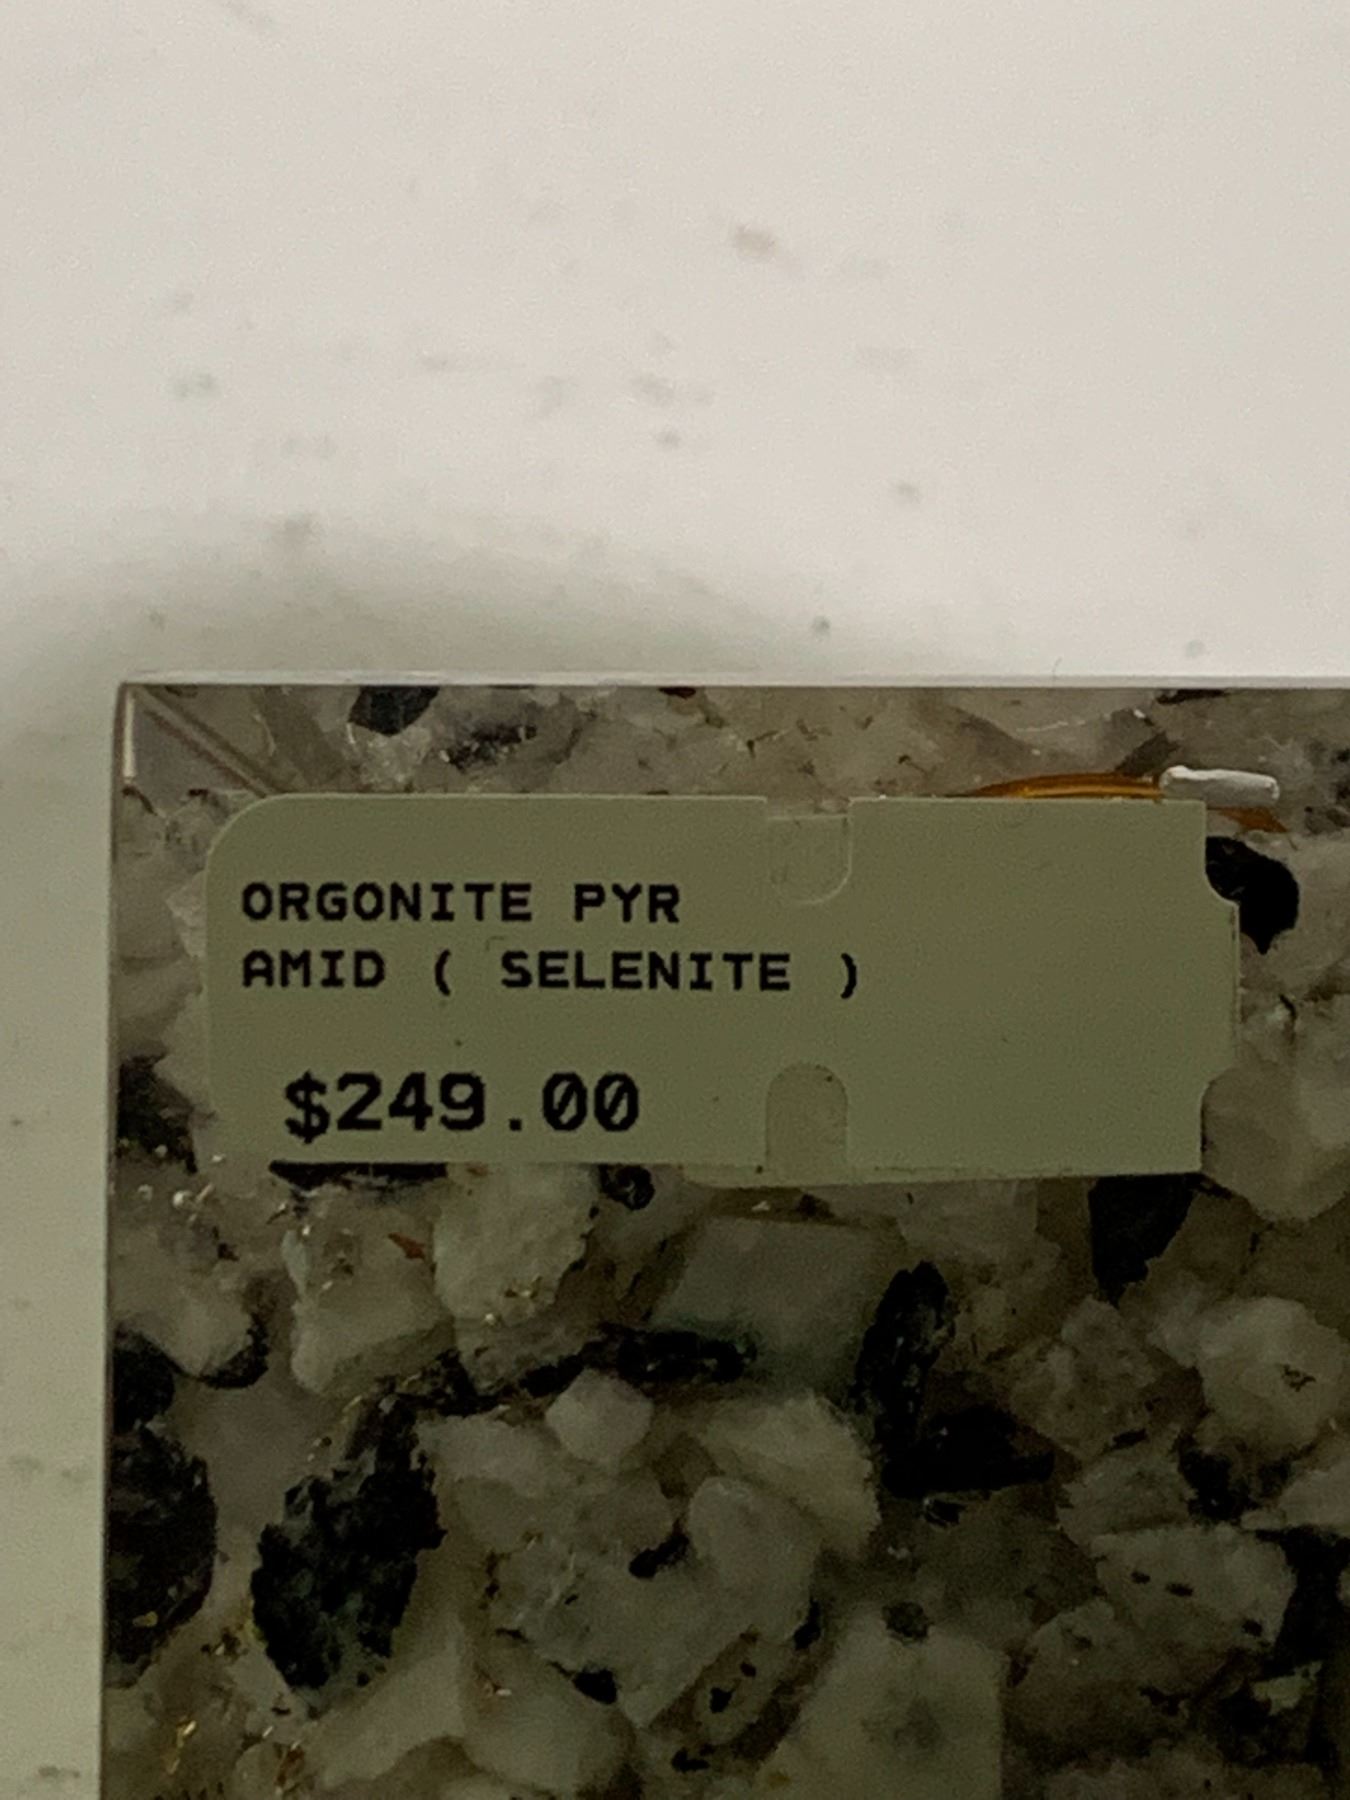 ORGONITE PYR
AMID ( SELENITE )
$249.00